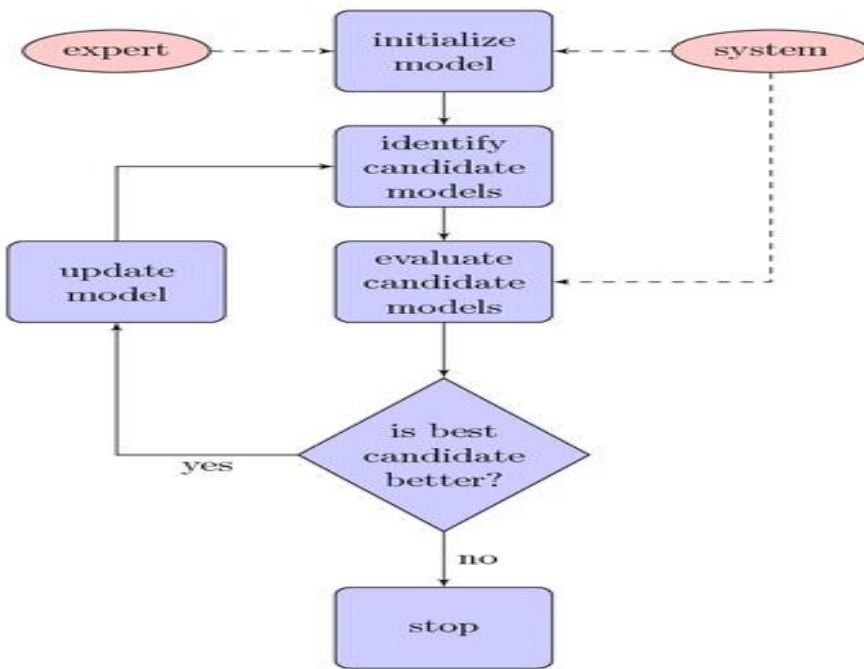 expert
initialize
model
system
identify
candidate
models
update
model
evaluate
candidate
models
is best
candidate
better?
yes
no
stop